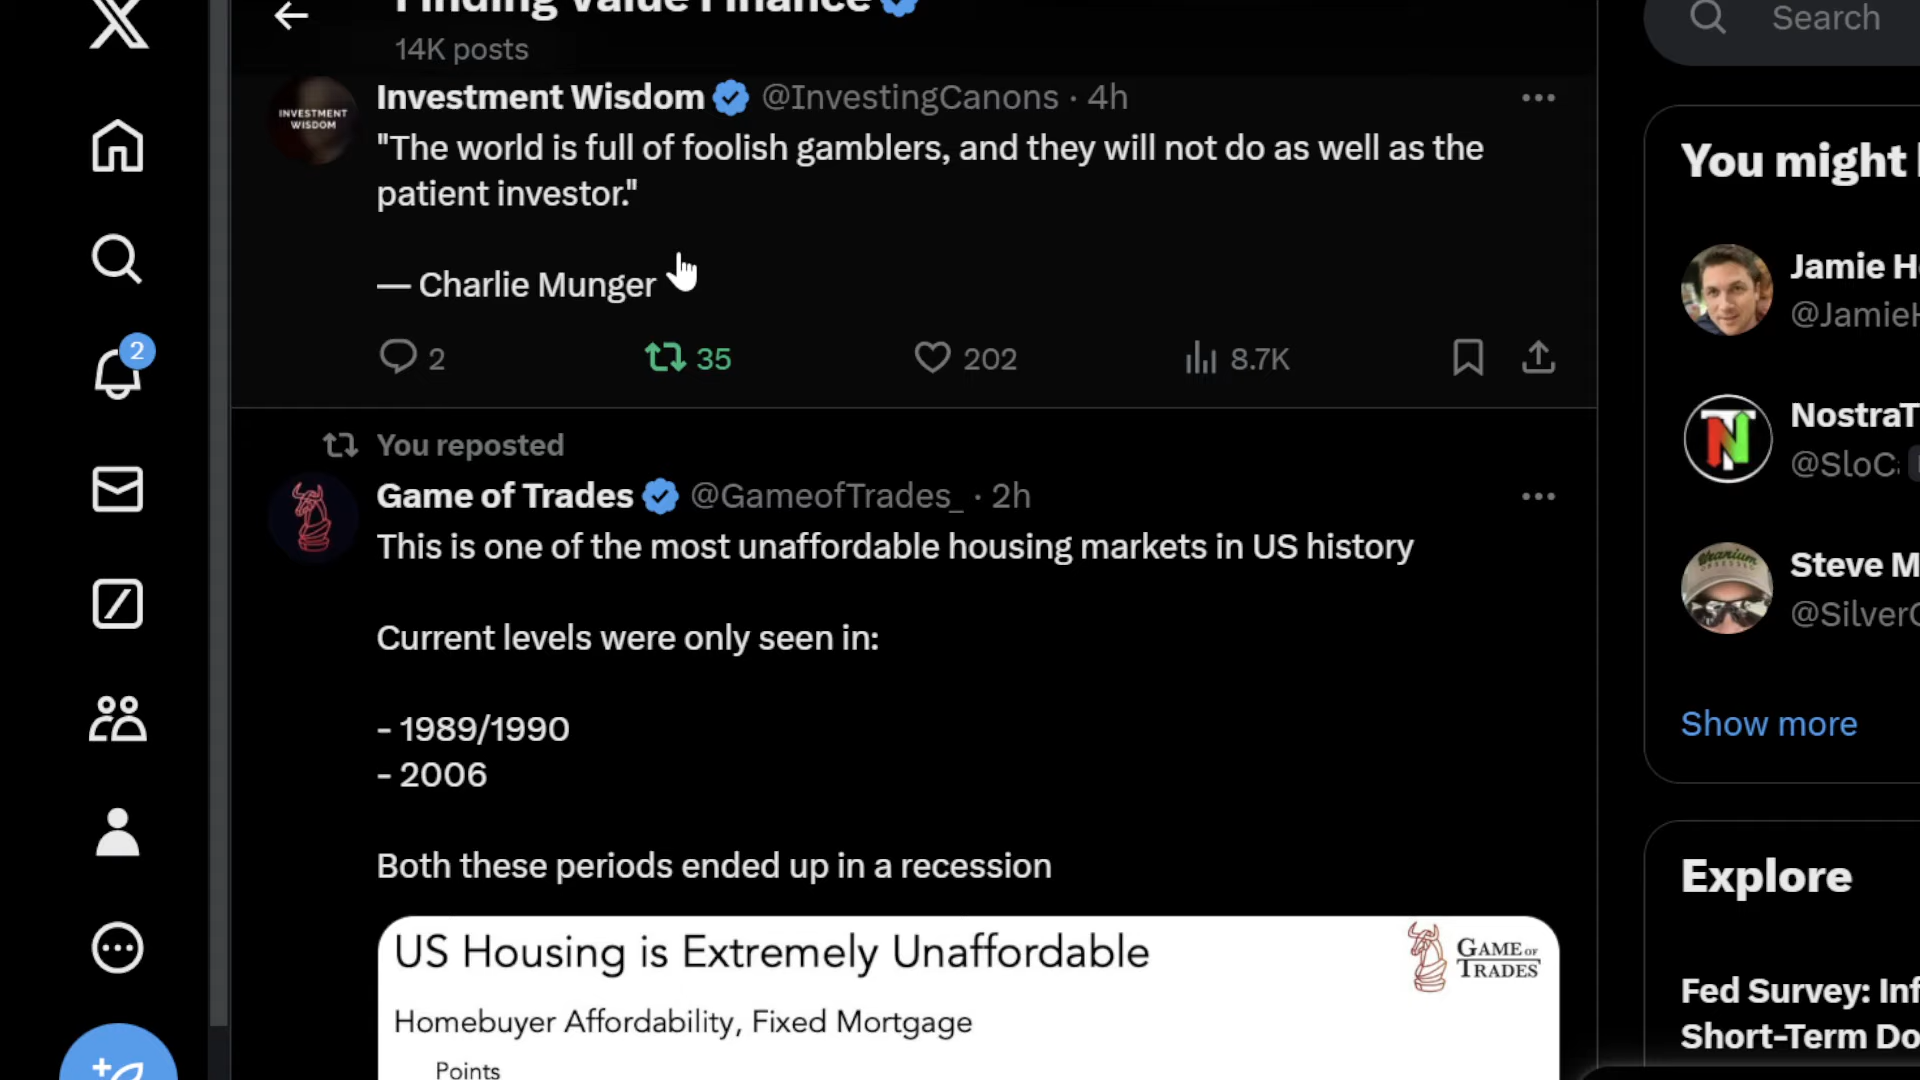 Finding Value Finance
14K posts
Search
INVESTMENT
WISDOM
Investment Wisdom @InvestingCanons · 4h
"The world is full of foolish gamblers, and they will not do as well as the
patient investor."
— Charlie Munger
2 35 202 8.7K
2
You reposted
Game of Trades @GameofTrades_ · 2h
This is one of the most unaffordable housing markets in US history
Current levels were only seen in:
- 1989/1990
- 2006
Both these periods ended up in a recession
US Housing is Extremely Unaffordable
GAME OF
TRADES
Homebuyer Affordability, Fixed Mortgage
Points
You might
Jamie H
@JamieH
NostraT
@SloC
Steve M
@Silver
Show more
Explore
Fed Survey: Inf
Short-Term Do